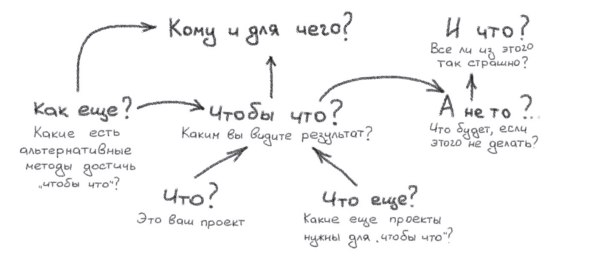 Кому и для чего?
И что?
Все ли из этого
так страшно?
Как еще?
Какие есть
альтернативные
методы достичь
„чтобы что"?
Чтобы что?
Каким вы видите результат?
А не то ?
Что будет, если
этого не делать?
Что?
Это ваш проект
Что еще?
Какие еще проекты
нужны для „чтобы что"?